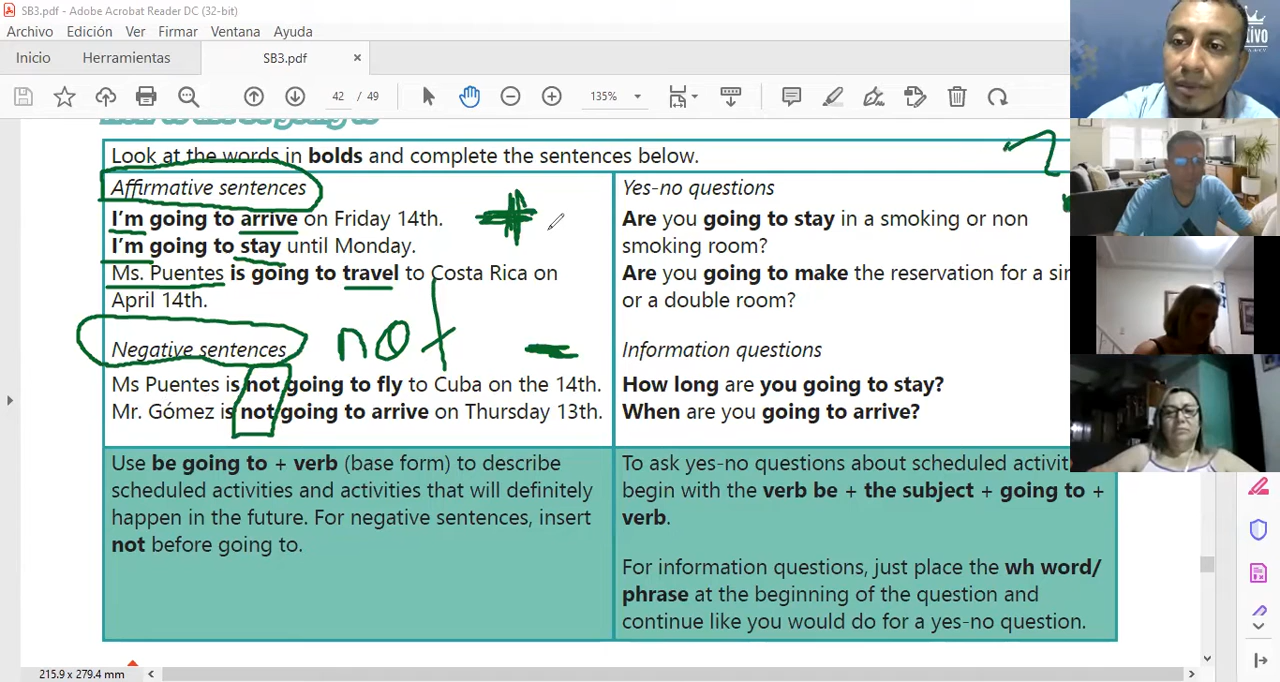 SB3.pdf - Adobe Acrobat Reader DC (32-bit)
Archivo Edición Ver Firmar Ventana Ayuda
Inicio Herramientas SB3.pdf ×
42 / 49 135%
How to use be going to
Look at the words in bolds and complete the sentences below.
Affirmative sentences
I'm going to arrive on Friday 14th.
I'm going to stay until Monday.
Ms. Puentes is going to travel to Costa Rica on
April 14th.
Negative sentences
not
Ms Puentes is not going to fly to Cuba on the 14th.
Mr. Gómez is not going to arrive on Thursday 13th.
Yes-no questions
Are you going to stay in a smoking or non
smoking room?
Are you going to make the reservation for a sin
or a double room?
Information questions
How long are you going to stay?
When are you going to arrive?
Use be going to + verb (base form) to describe
scheduled activities and activities that will definitely
happen in the future. For negative sentences, insert
not before going to.
To ask yes-no questions about scheduled activit
begin with the verb be + the subject + going to +
verb.
For information questions, just place the wh word/
phrase at the beginning of the question and
continue like you would do for a yes-no question.
215.9 x 279.4 mm